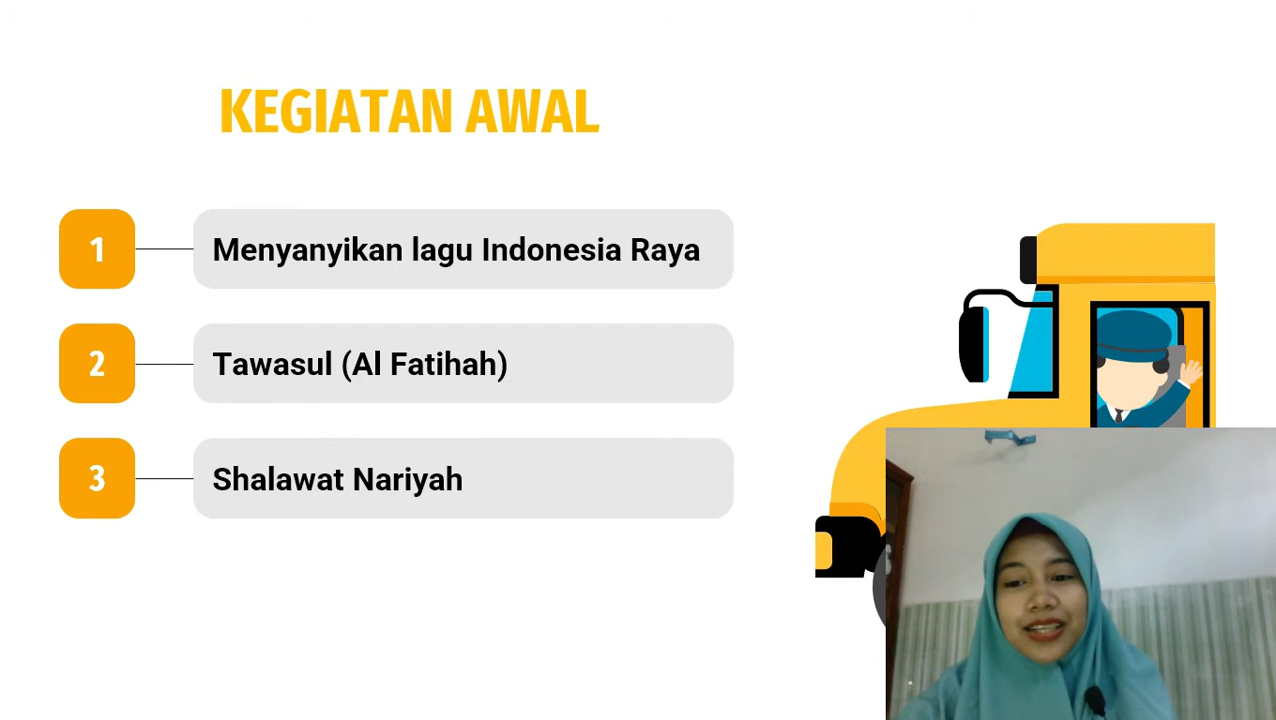 KEGIATAN AWAL
1
Menyanyikan lagu Indonesia Raya
2
Tawasul (Al Fatihah)
3
Shalawat Nariyah